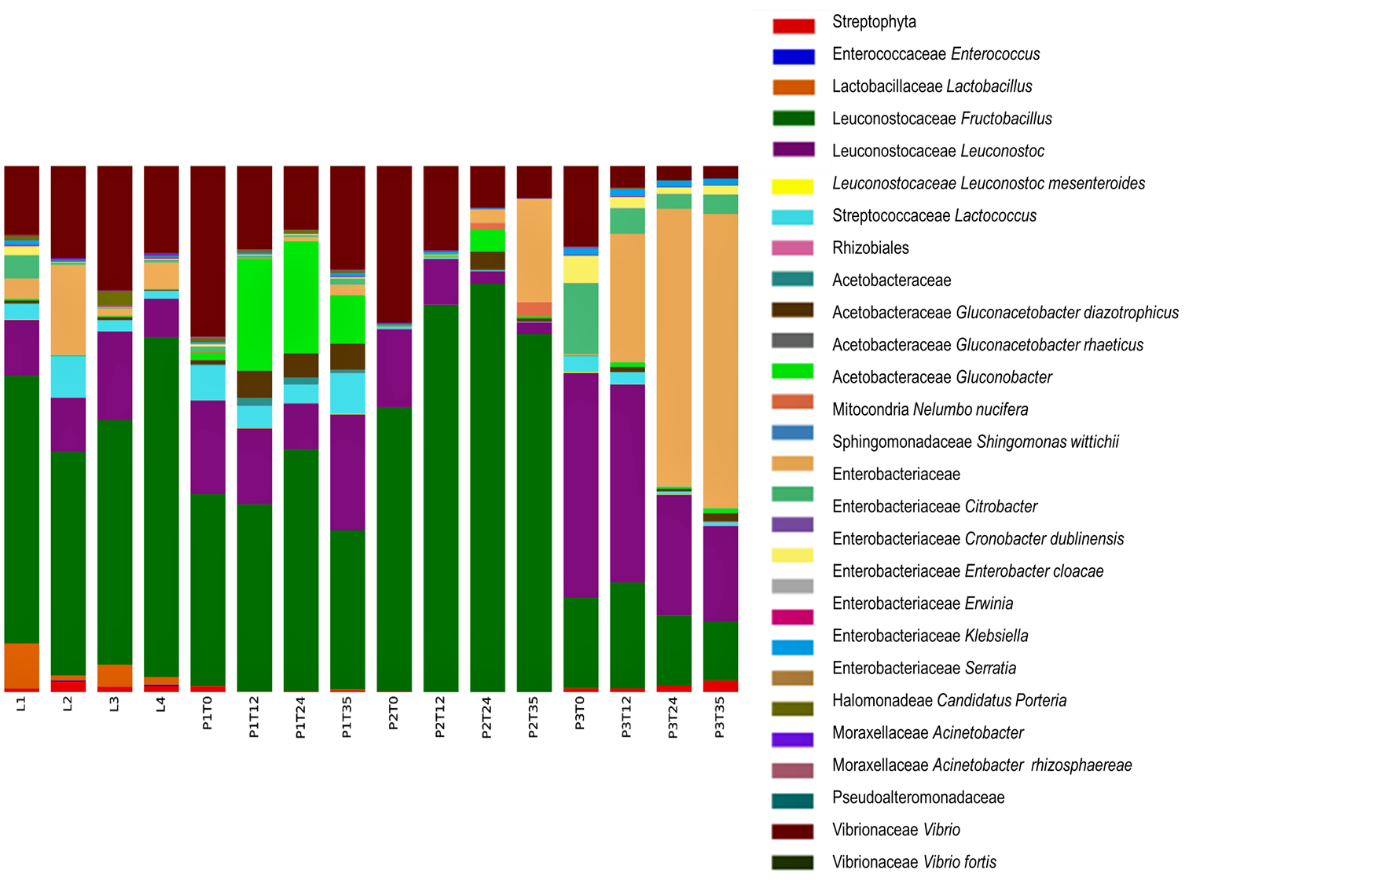 Streptophyta
Enterococcaceae Enterococcus
Lactobacillaceae Lactobacillus
Leuconostocaceae Fructobacillus
Leuconostocaceae Leuconostoc
Leuconostocaceae Leuconostoc mesenteroides
Streptococcaceae Lactococcus
Rhizobiales
Acetobacteraceae
Acetobacteraceae Gluconacetobacter diazotrophicus
Acetobacteraceae Gluconacetobacter rhaeticus
Acetobacteraceae Gluconobacter
Mitocondria Nelumbo nucifera
Sphingomonadaceae Shingomonas wittichii
Enterobacteriaceae
Enterobacteriaceae Citrobacter
Enterobacteriaceae Cronobacter dublinensis
Enterobacteriaceae Enterobacter cloacae
Enterobacteriaceae Erwinia
Enterobacteriaceae Klebsiella
Enterobacteriaceae Serratia
Halomonadeae Candidatus Porteria
Moraxellaceae Acinetobacter
Moraxellaceae Acinetobacter rhizosphaereae
Pseudoalteromonadaceae
Vibrionaceae Vibrio
Vibrionaceae Vibrio fortis
L1
L2
L3
L4
P1T0
P1T12
P1T24
P1T35
P2T0
P2T12
P2T24
P2T35
P3T0
P3T12
P3T24
P3T35